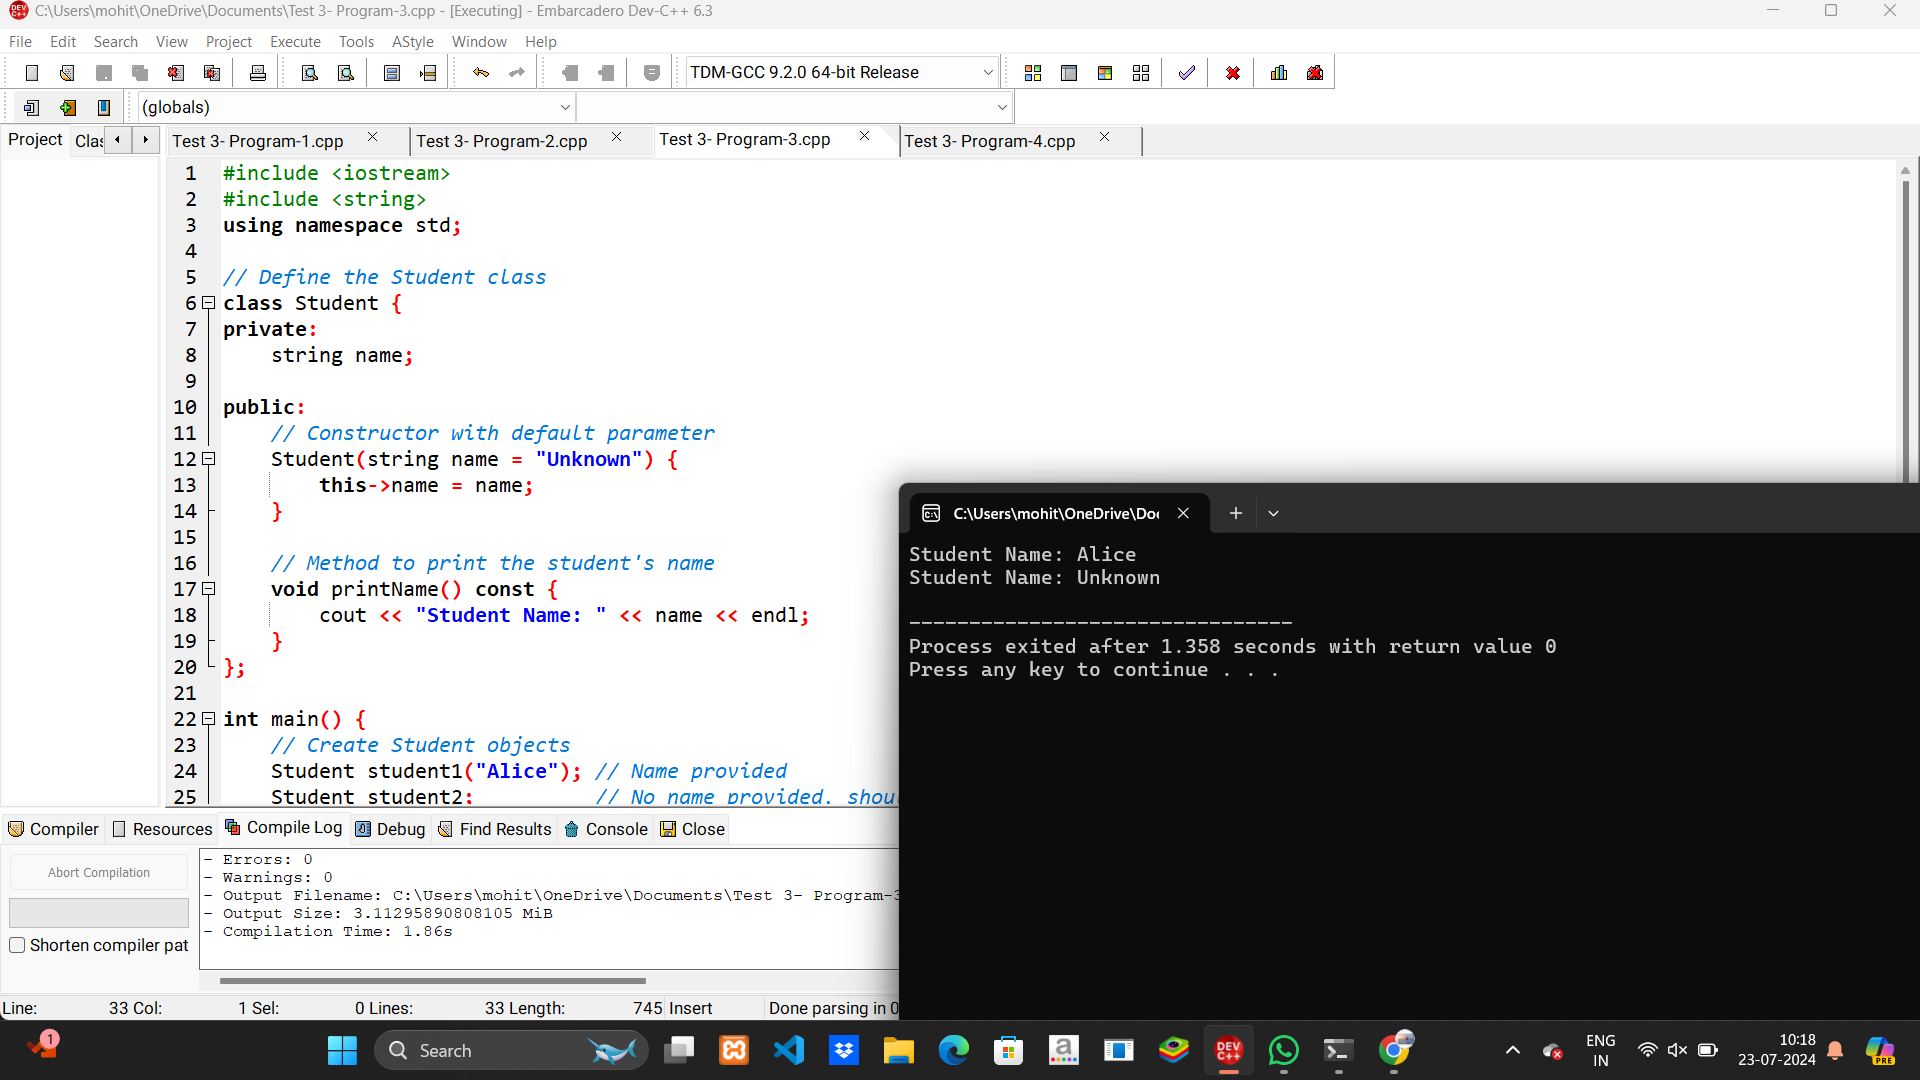 C:\Users\mohit\OneDrive\Documents\Test 3- Program-3.cpp - [Executing] - Embarcadero Dev-C++ 6.3
File Edit Search View Project Execute Tools AStyle Window Help
TDM-GCC 9.2.0 64-bit Release
(globals)
Project Clas
Test 3- Program-1.cpp Test 3- Program-2.cpp Test 3- Program-3.cpp Test 3- Program-4.cpp
1 #include <iostream>
2 #include <string>
3 using namespace std;
4
5 // Define the Student class
6 class Student {
7 private:
8 string name;
9
10 public:
11 // Constructor with default parameter
12 Student(string name = "Unknown") {
13 this->name = name;
14 }
15
16 // Method to print the student's name
17 void printName() const {
18 cout << "Student Name: " << name << endl;
19 }
20 };
21
22 int main() {
23 // Create Student objects
24 Student student1("Alice"); // Name provided
25 Student student2; // No name provided, shou
C:\Users\mohit\OneDrive\Doc
Student Name: Alice
Student Name: Unknown
--------------------------------
Process exited after 1.358 seconds with return value 0
Press any key to continue . . .
Compiler Resources Compile Log Debug Find Results Console Close
Abort Compilation
Shorten compiler pat
- Errors: 0
- Warnings: 0
- Output Filename: C:\Users\mohit\OneDrive\Documents\Test 3- Program-3
- Output Size: 3.11295890808105 MiB
- Compilation Time: 1.86s
Line: 33 Col: 1 Sel: 0 Lines: 33 Length: 745 Insert Done parsing in 0
1
Search
DEV C++
PRE
ENG
IN
10:18
23-07-2024